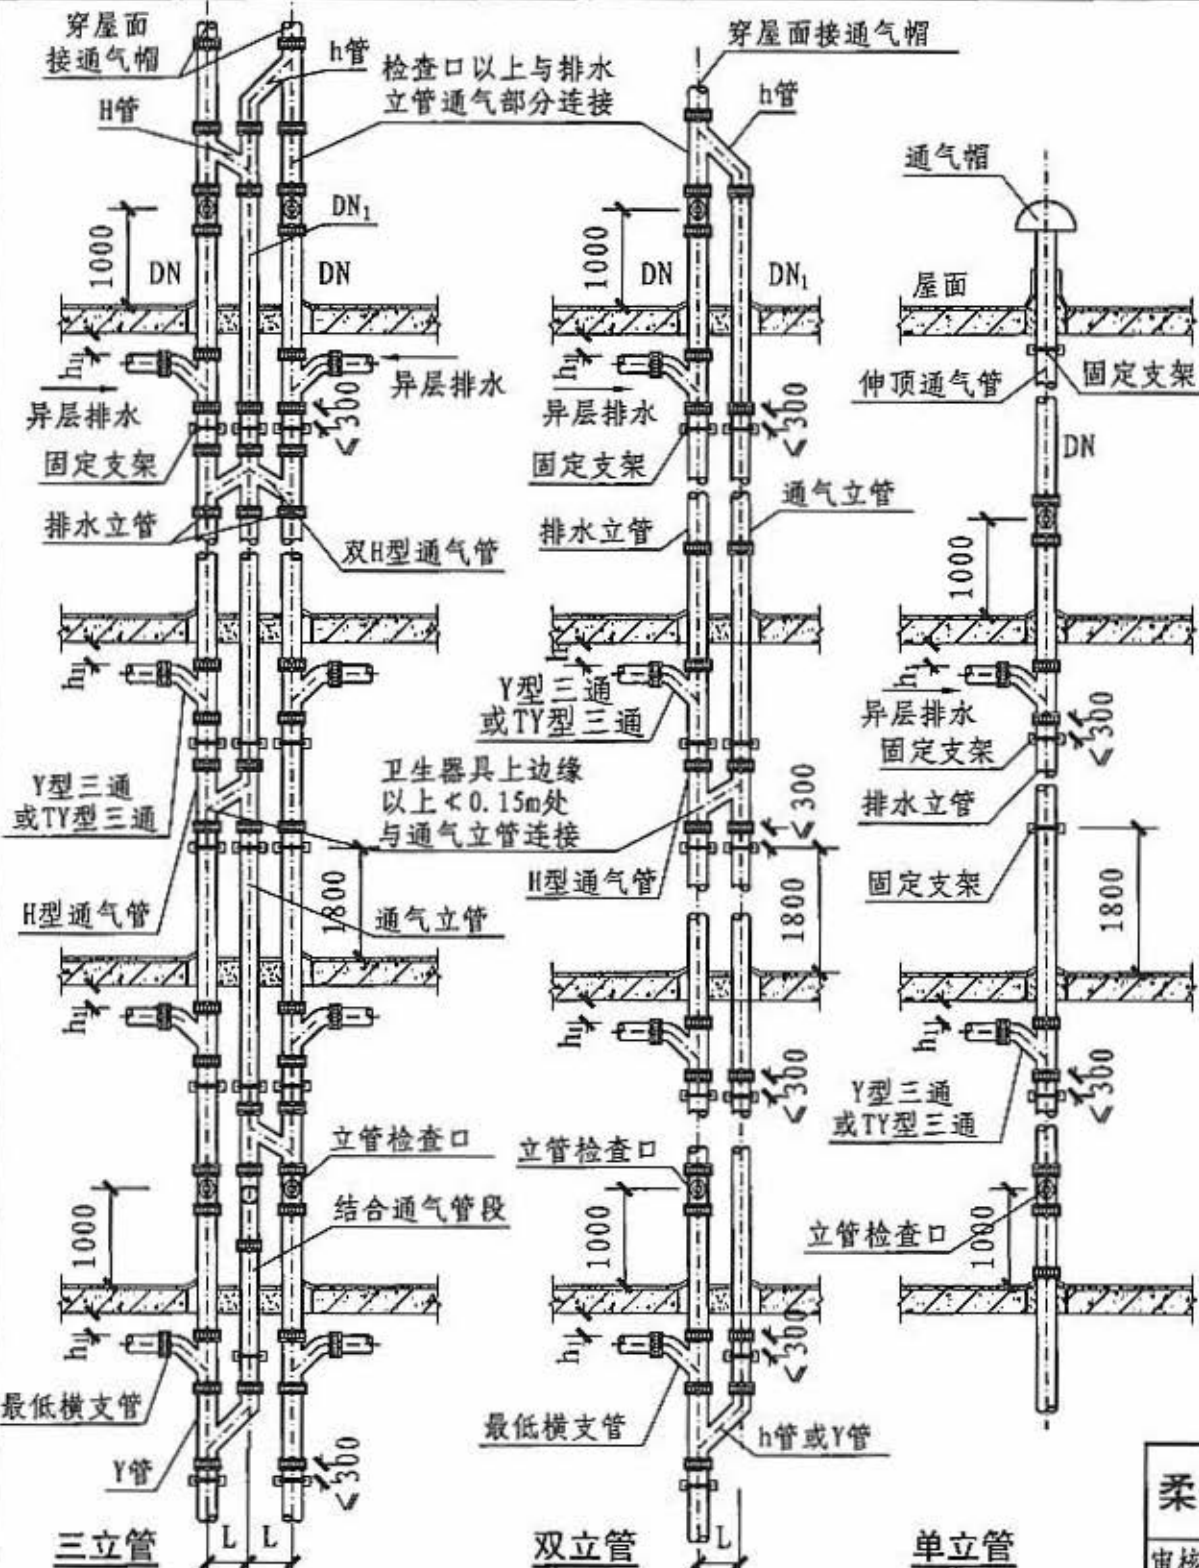 穿屋面
接通气帽
h管
H管
检查口以上与排水
立管通气部分连接
DN₁
1000
DN
DN
h₁
异层排水
异层排水
≤300
固定支架
排水立管
双H型通气管
h₁
Y型三通
或TY型三通
H型通气管
卫生器具上边缘
以上≮0.15m处
与通气立管连接
1800
通气立管
h₁
立管检查口
结合通气管段
1000
h₁
最低横支管
Y管
≤300
L
L
三立管
穿屋面接通气帽
h管
1000
DN
DN₁
h₁
异层排水
≤300
固定支架
通气立管
排水立管
Y型三通
或TY型三通
≤300
H型通气管
1800
h₁
≤300
立管检查口
1000
h₁
≤300
最低横支管
h管或Y管
L
双立管
通气帽
屋面
伸顶通气管
固定支架
DN
1000
h₁
异层排水
≤300
固定支架
排水立管
固定支架
1800
h₁
Y型三通
或TY型三通
≤300
立管检查口
1000
单立管
柔
审核